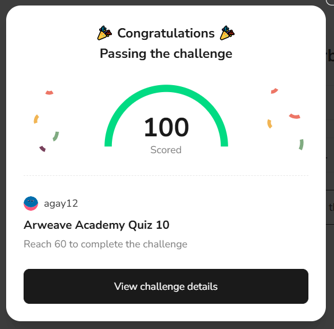 🎉 Congratulations 🎉
Passing the challenge
100
Scored
agay12
Arweave Academy Quiz 10
Reach 60 to complete the challenge
View challenge details